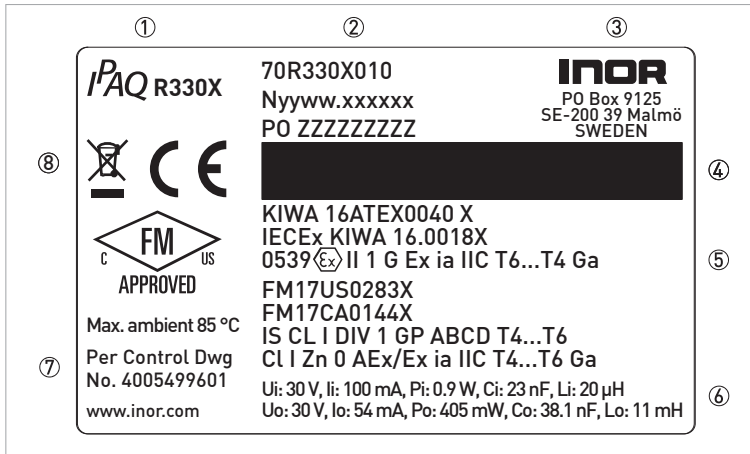 ① ② ③
IPAQ R330X
70R330X010
Nyyww.xxxxxx
PO ZZZZZZZZZ
INOR
PO Box 9125
SE-200 39 Malmö
SWEDEN
⑧
CE
④
KIWA 16ATEX0040 X
IECEx KIWA 16.0018X
0539 Ex II 1 G Ex ia IIC T6...T4 Ga
⑤
FM
C US
APPROVED
FM17US0283X
FM17CA0144X
IS CL I DIV 1 GP ABCD T4...T6
Cl I Zn 0 AEx/Ex ia IIC T4...T6 Ga
Max. ambient 85 °C
⑦
Per Control Dwg
No. 4005499601
www.inor.com
Ui: 30 V, Ii: 100 mA, Pi: 0.9 W, Ci: 23 nF, Li: 20 µH
Uo: 30 V, Io: 54 mA, Po: 405 mW, Co: 38.1 nF, Lo: 11 mH
⑥